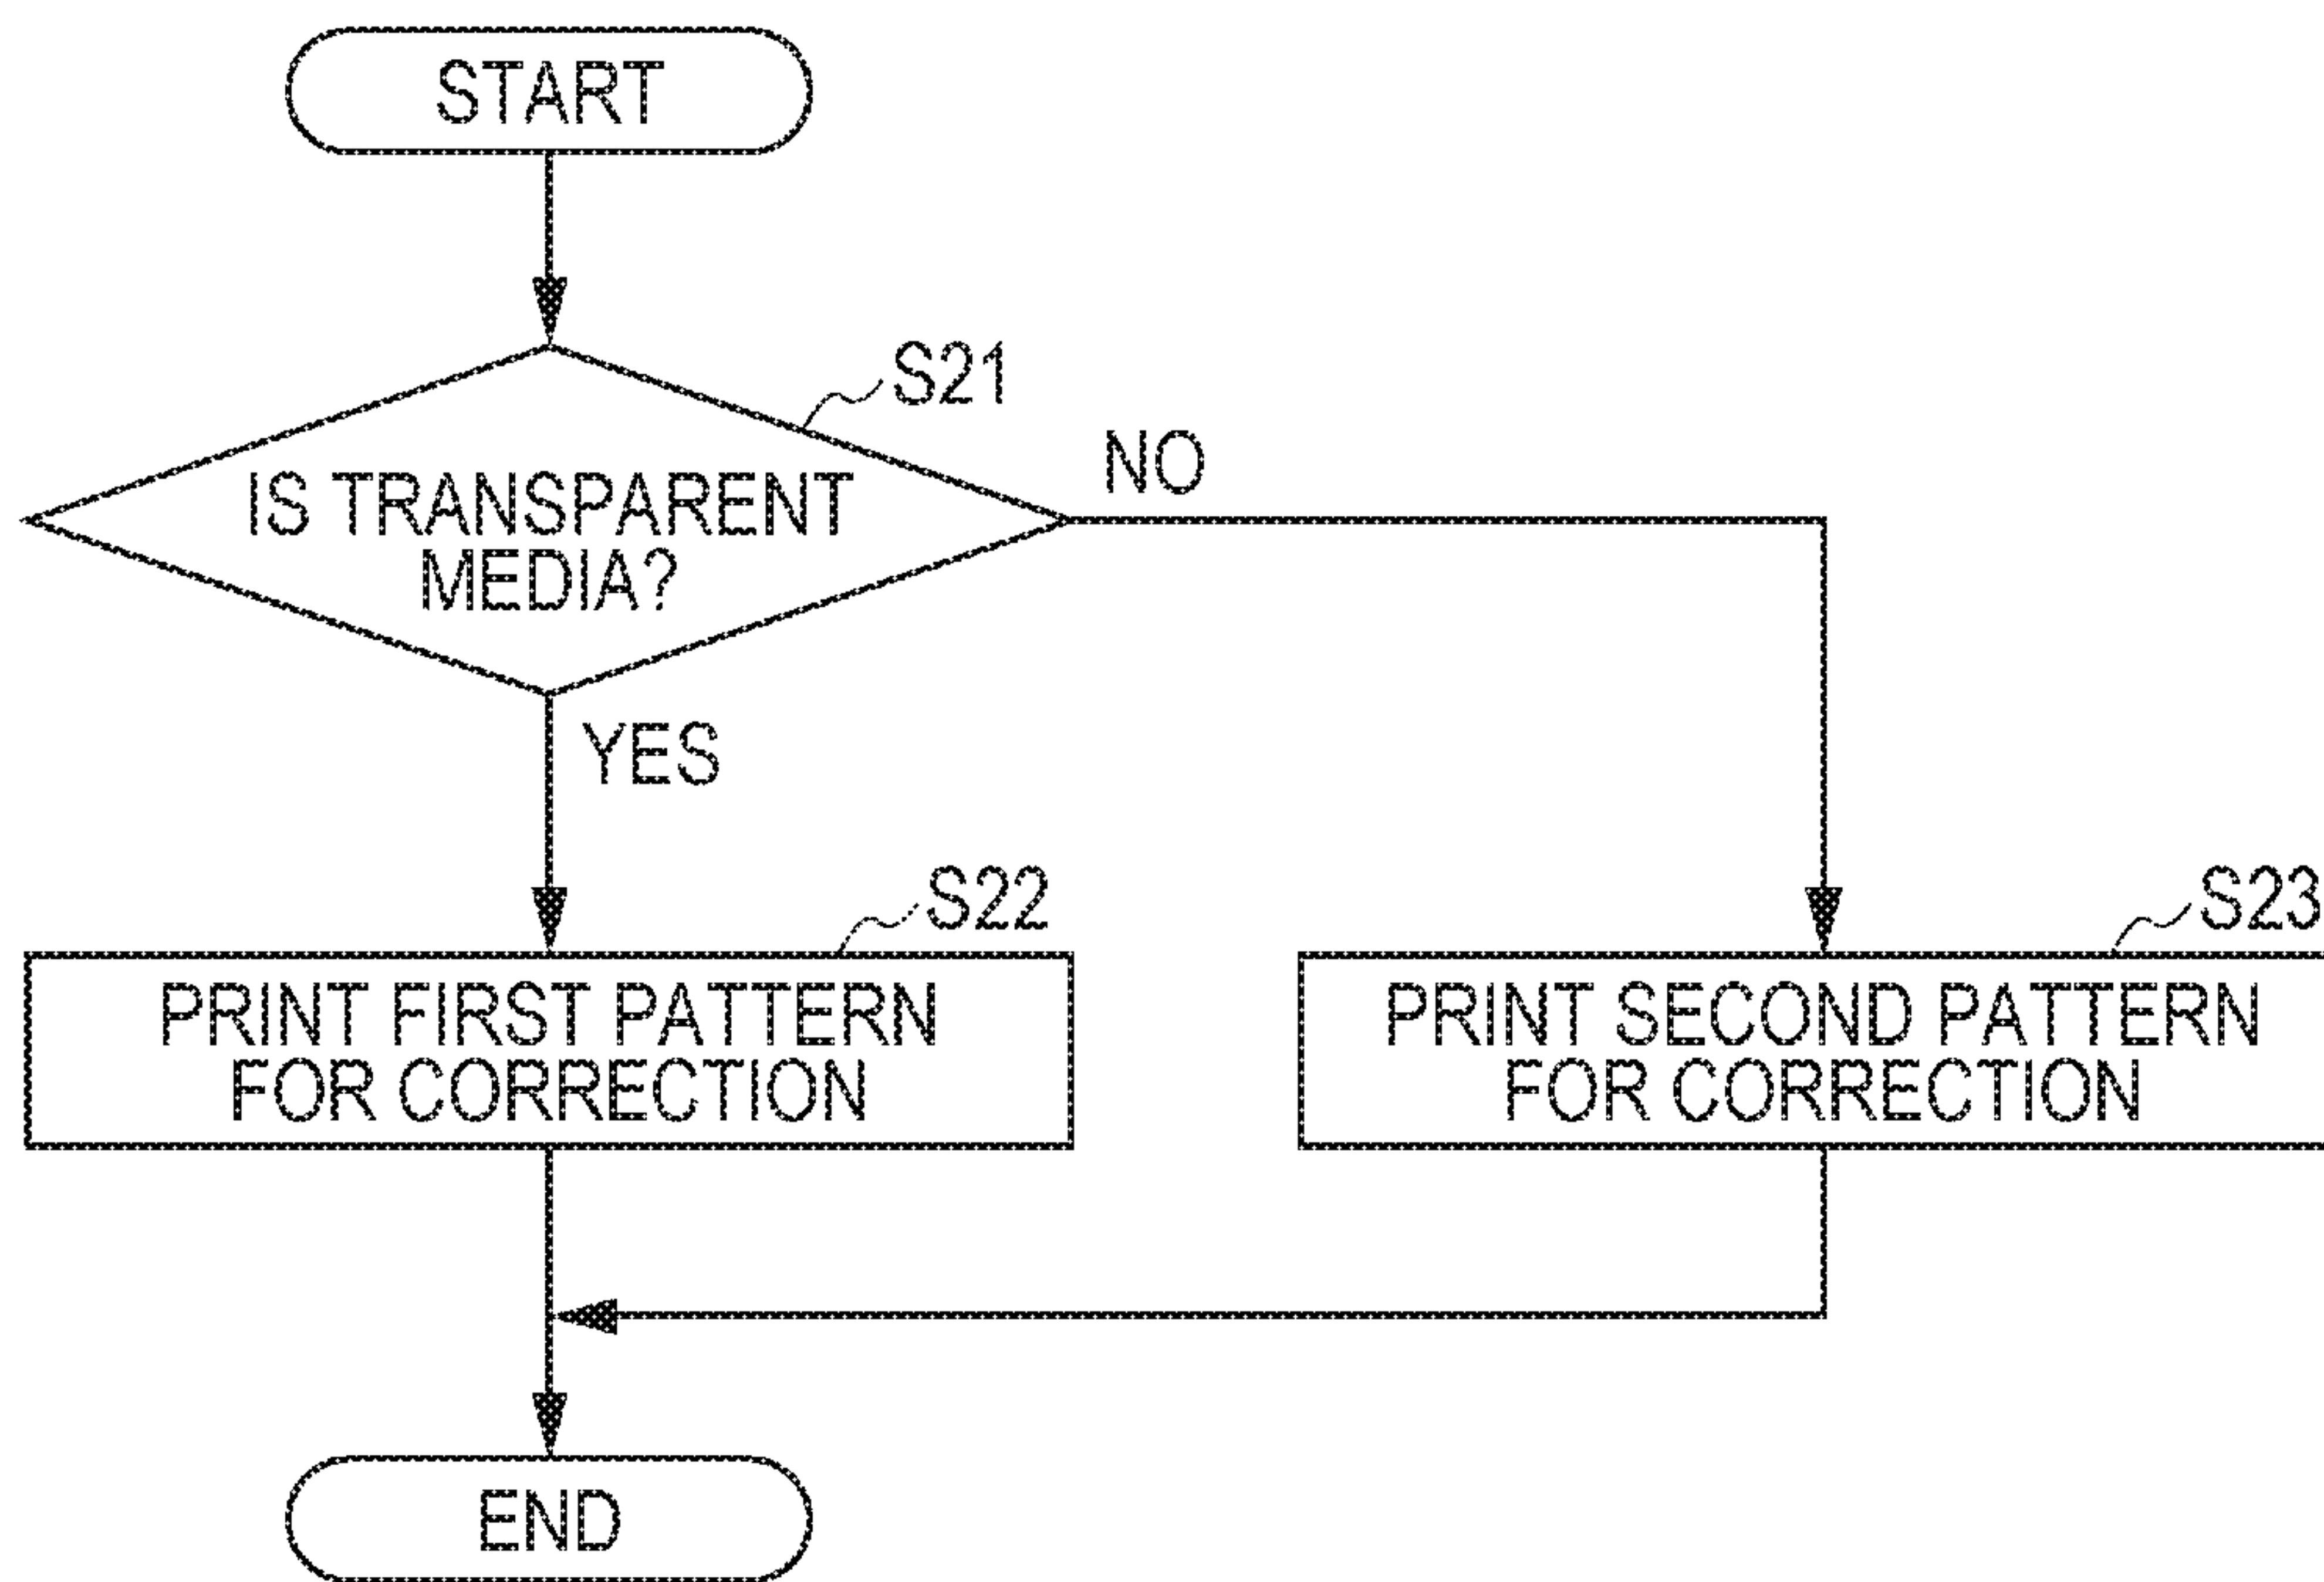 START
S21
IS TRANSPARENT
MEDIA?
NO
YES
S22
PRINT FIRST PATTERN
FOR CORRECTION
S23
PRINT SECOND PATTERN
FOR CORRECTION
END